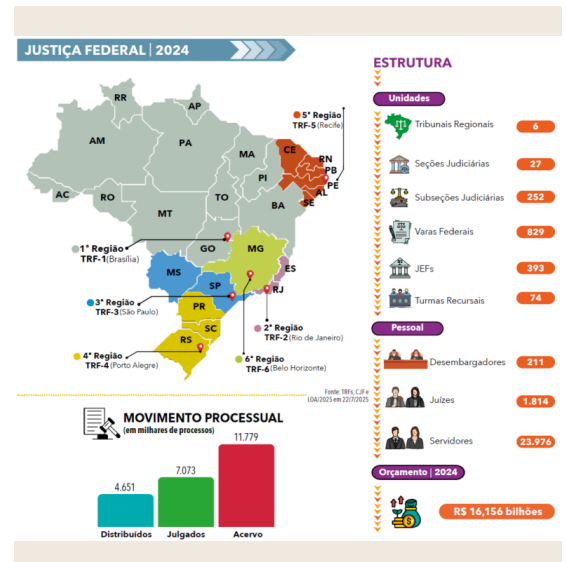 JUSTIÇA FEDERAL | 2024
RR
AP
AM
PA
MA
CE
RN
PB
PE
AL
SE
PI
AC
RO
TO
BA
MT
GO
MG
ES
MS
SP
RJ
PR
SC
RS
5ª Região
TRF-5 (Recife)
1ª Região
TRF-1 (Brasília)
3ª Região
TRF-3 (São Paulo)
2ª Região
TRF-2 (Rio de Janeiro)
4ª Região
TRF-4 (Porto Alegre)
6ª Região
TRF-6 (Belo Horizonte)
Fonte: TRFs, CJF e
LOA/2025 em 22/7/2025
MOVIMENTO PROCESSUAL
(em milhares de processos)
4.651
7.073
11.779
Distribuídos
Julgados
Acervo
ESTRUTURA
Unidades
Tribunais Regionais 6
Seções Judiciárias 27
Subseções Judiciárias 252
Varas Federais 829
JEFs 393
Turmas Recursais 74
Pessoal
Desembargadores 211
Juízes 1.814
Servidores 23.976
Orçamento | 2024
R$ 16,156 bilhões